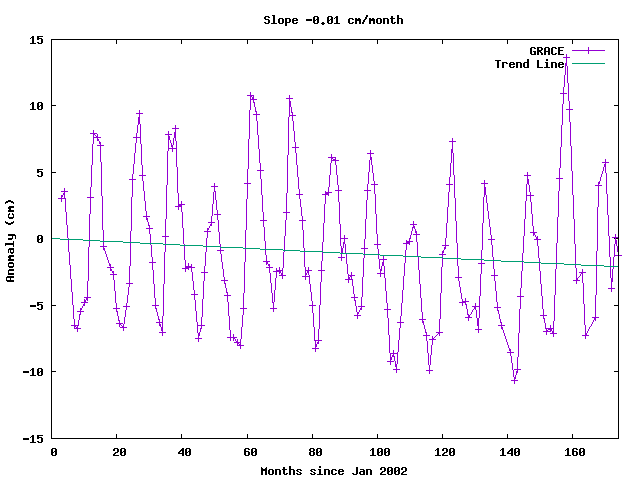 Slope -0.01 cm/month
GRACE
Trend Line
15
10
5
0
-5
-10
-15
Anomaly (cm)
0 20 40 60 80 100 120 140 160
Months since Jan 2002